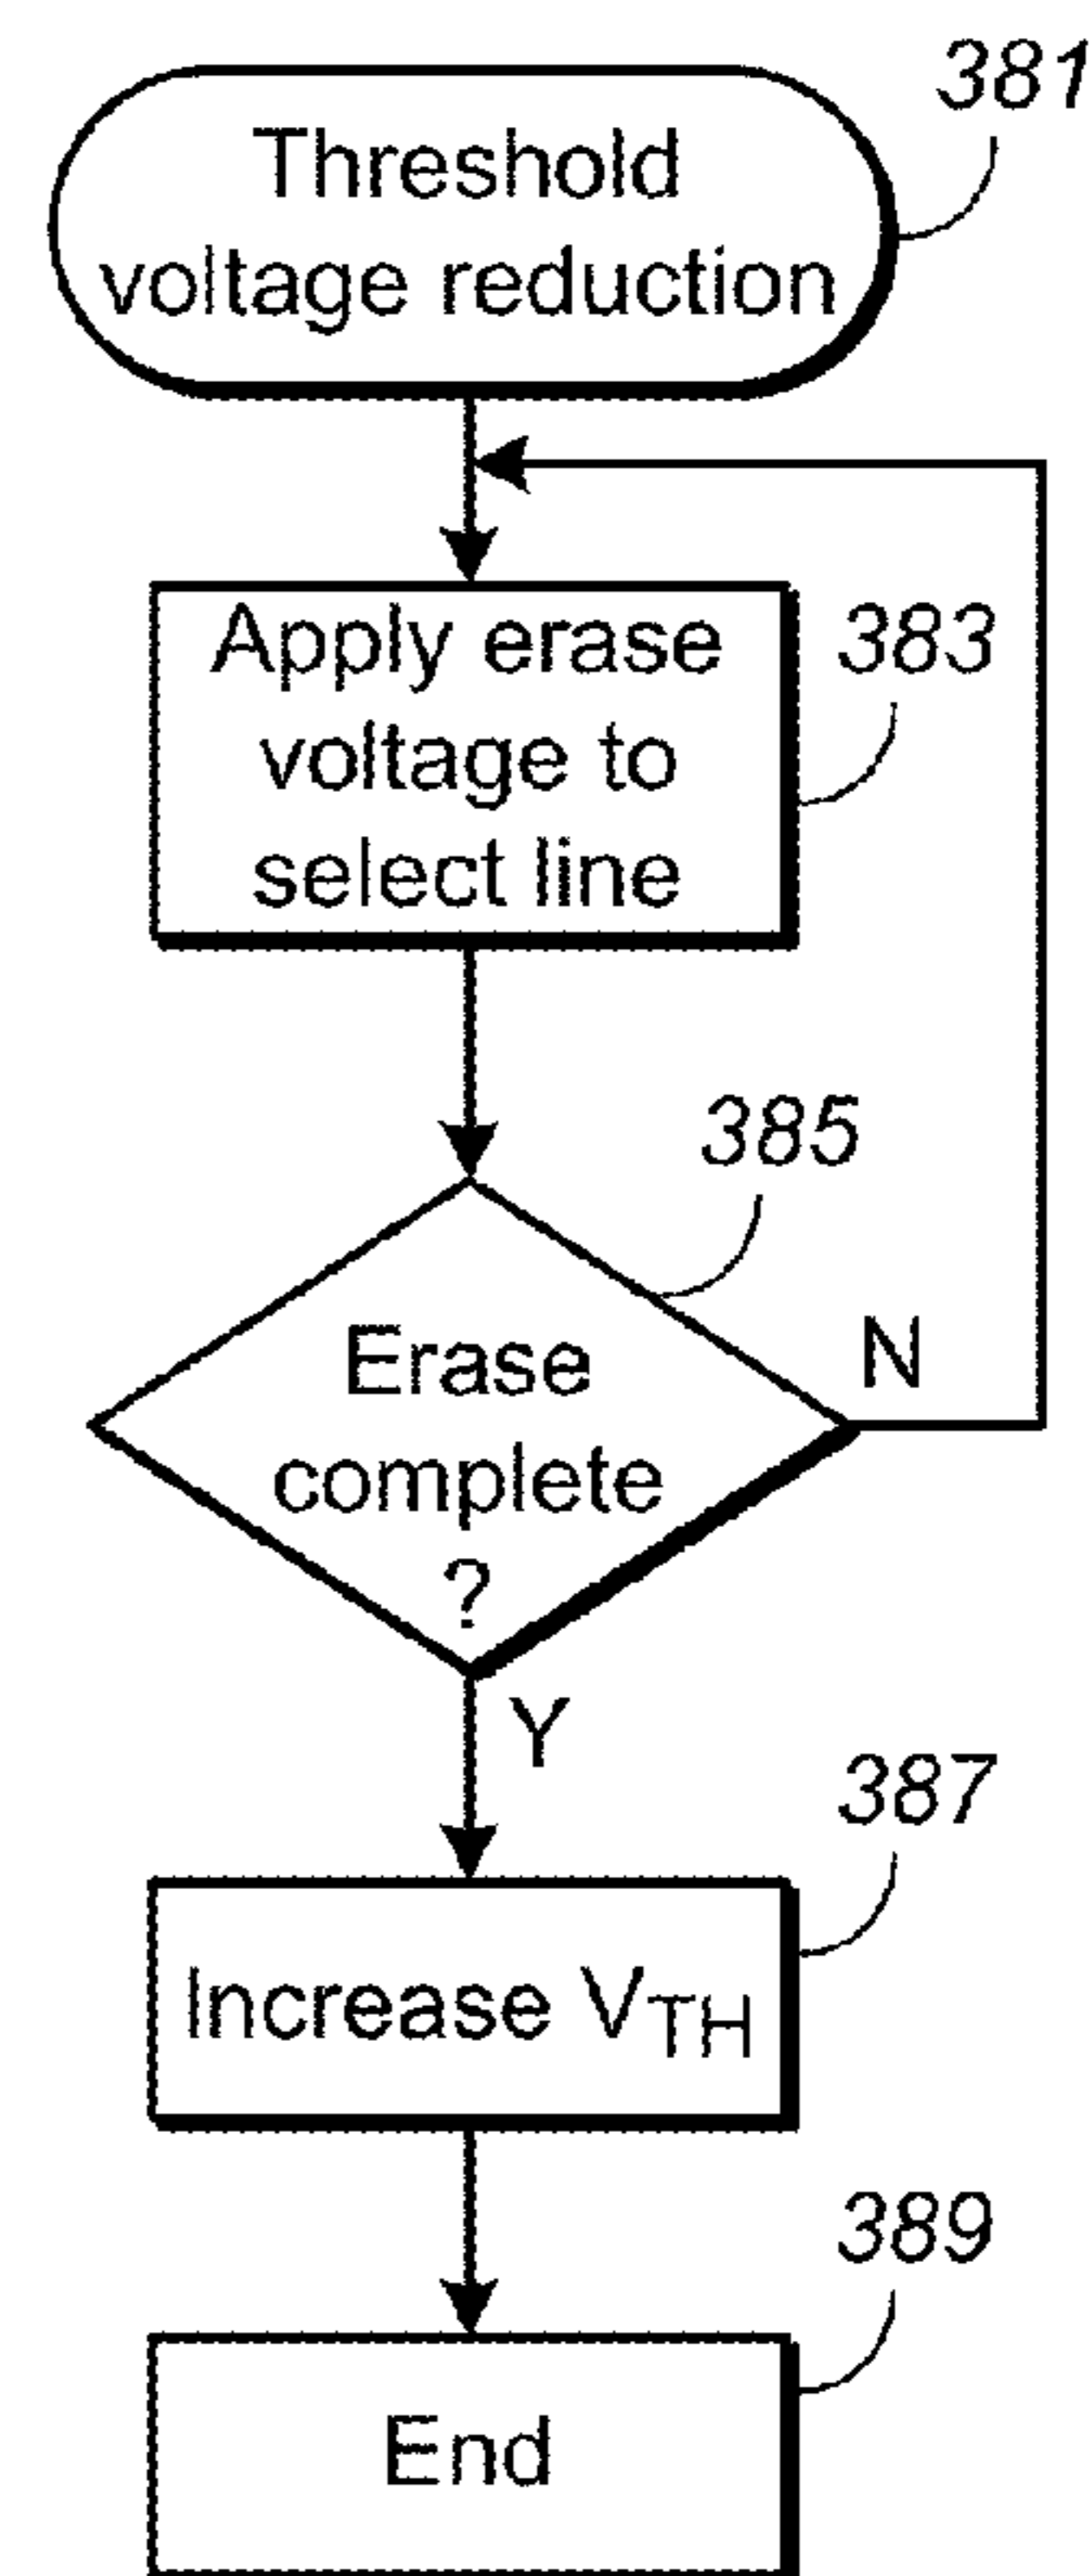 381
Threshold
voltage reduction
383
Apply erase
voltage to
select line
385
Erase
complete
?
N
Y
387
Increase VTH
389
End